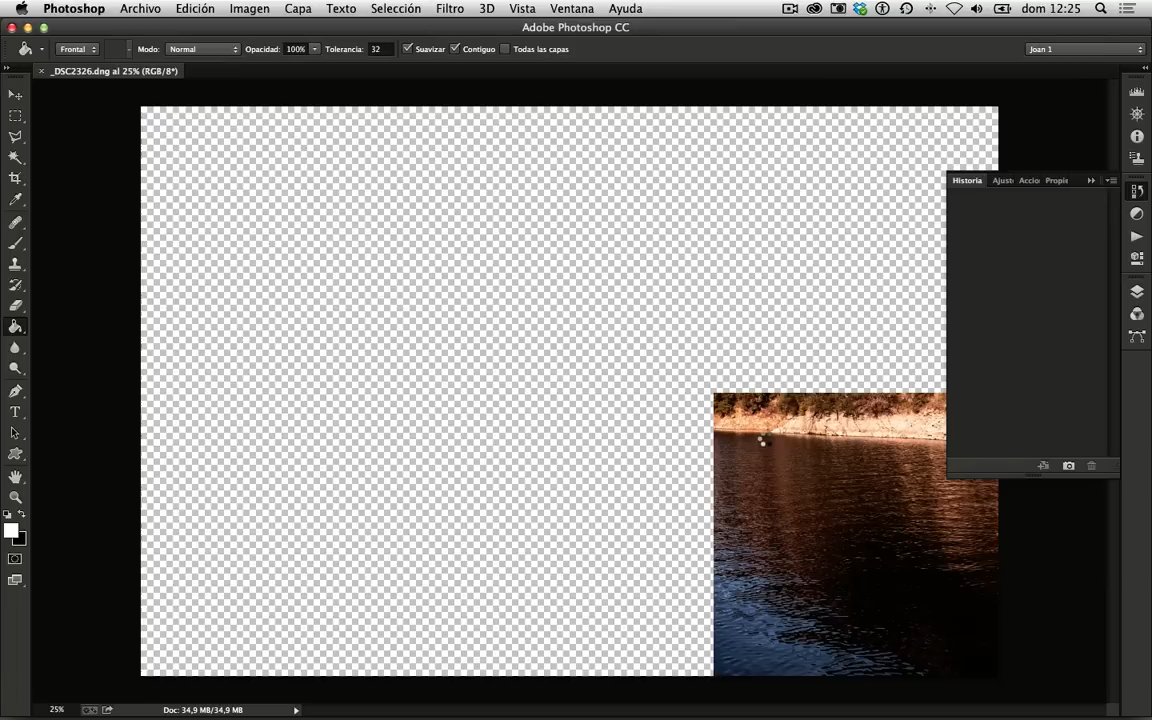 Photoshop Archivo Edición Imagen Capa Texto Selección Filtro 3D Vista Ventana Ayuda dom 12:25
Adobe Photoshop CC
Frontal Modo: Normal Opacidad: 100% Tolerancia: 32 Suavizar Contiguo Todas las capas Joan 1
_DSC2326.dng al 25% (RGB/8*)
Historia Ajust Accio Propie
25% Doc: 34,9 MB/34,9 MB